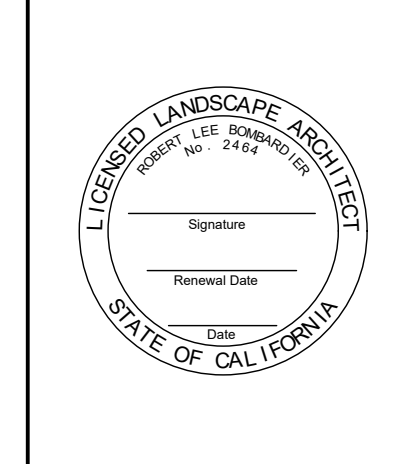 LICENSED LANDSCAPE ARCHITECT
ROBERT LEE BOMBARDIER
No. 2464
Signature
Renewal Date
Date
STATE OF CALIFORNIA